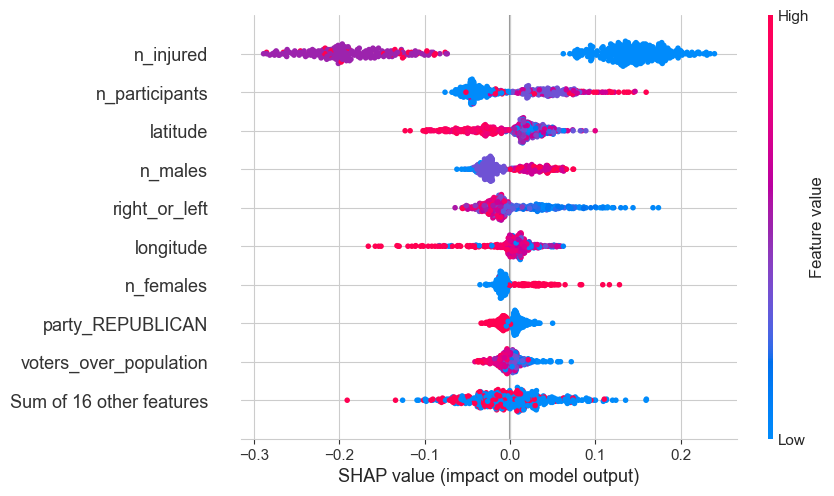 High
n_injured
n_participants
latitude
n_males
right_or_left
longitude
n_females
party_REPUBLICAN
voters_over_population
Sum of 16 other features
Feature value
Low
−0.3 −0.2 −0.1 0.0 0.1 0.2
SHAP value (impact on model output)